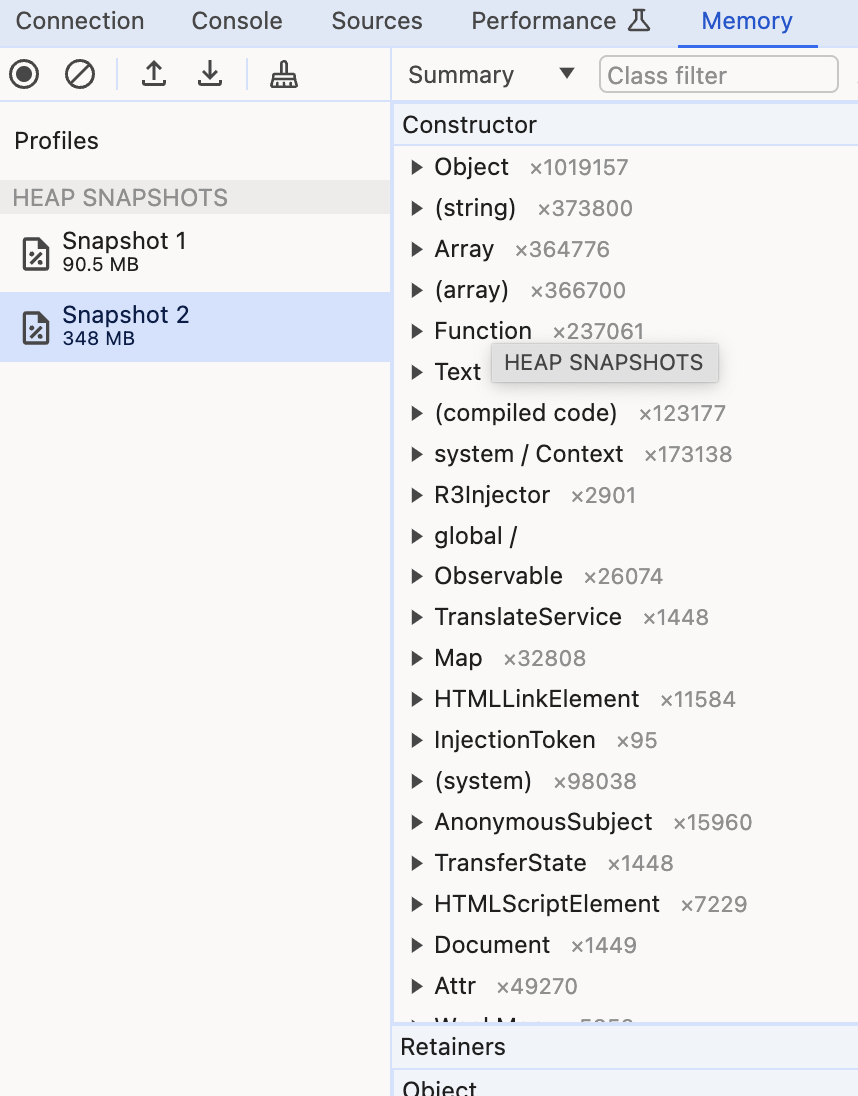 Connection Console Sources Performance Memory
Summary Class filter
Profiles
HEAP SNAPSHOTS
Snapshot 1
90.5 MB
Snapshot 2
348 MB
Constructor
Object ×1019157
(string) ×373800
Array ×364776
(array) ×366700
Function ×237061
Text
HEAP SNAPSHOTS
(compiled code) ×123177
system / Context ×173138
R3Injector ×2901
global /
Observable ×26074
TranslateService ×1448
Map ×32808
HTMLLinkElement ×11584
InjectionToken ×95
(system) ×98038
AnonymousSubject ×15960
TransferState ×1448
HTMLScriptElement ×7229
Document ×1449
Attr ×49270
Retainers
Object